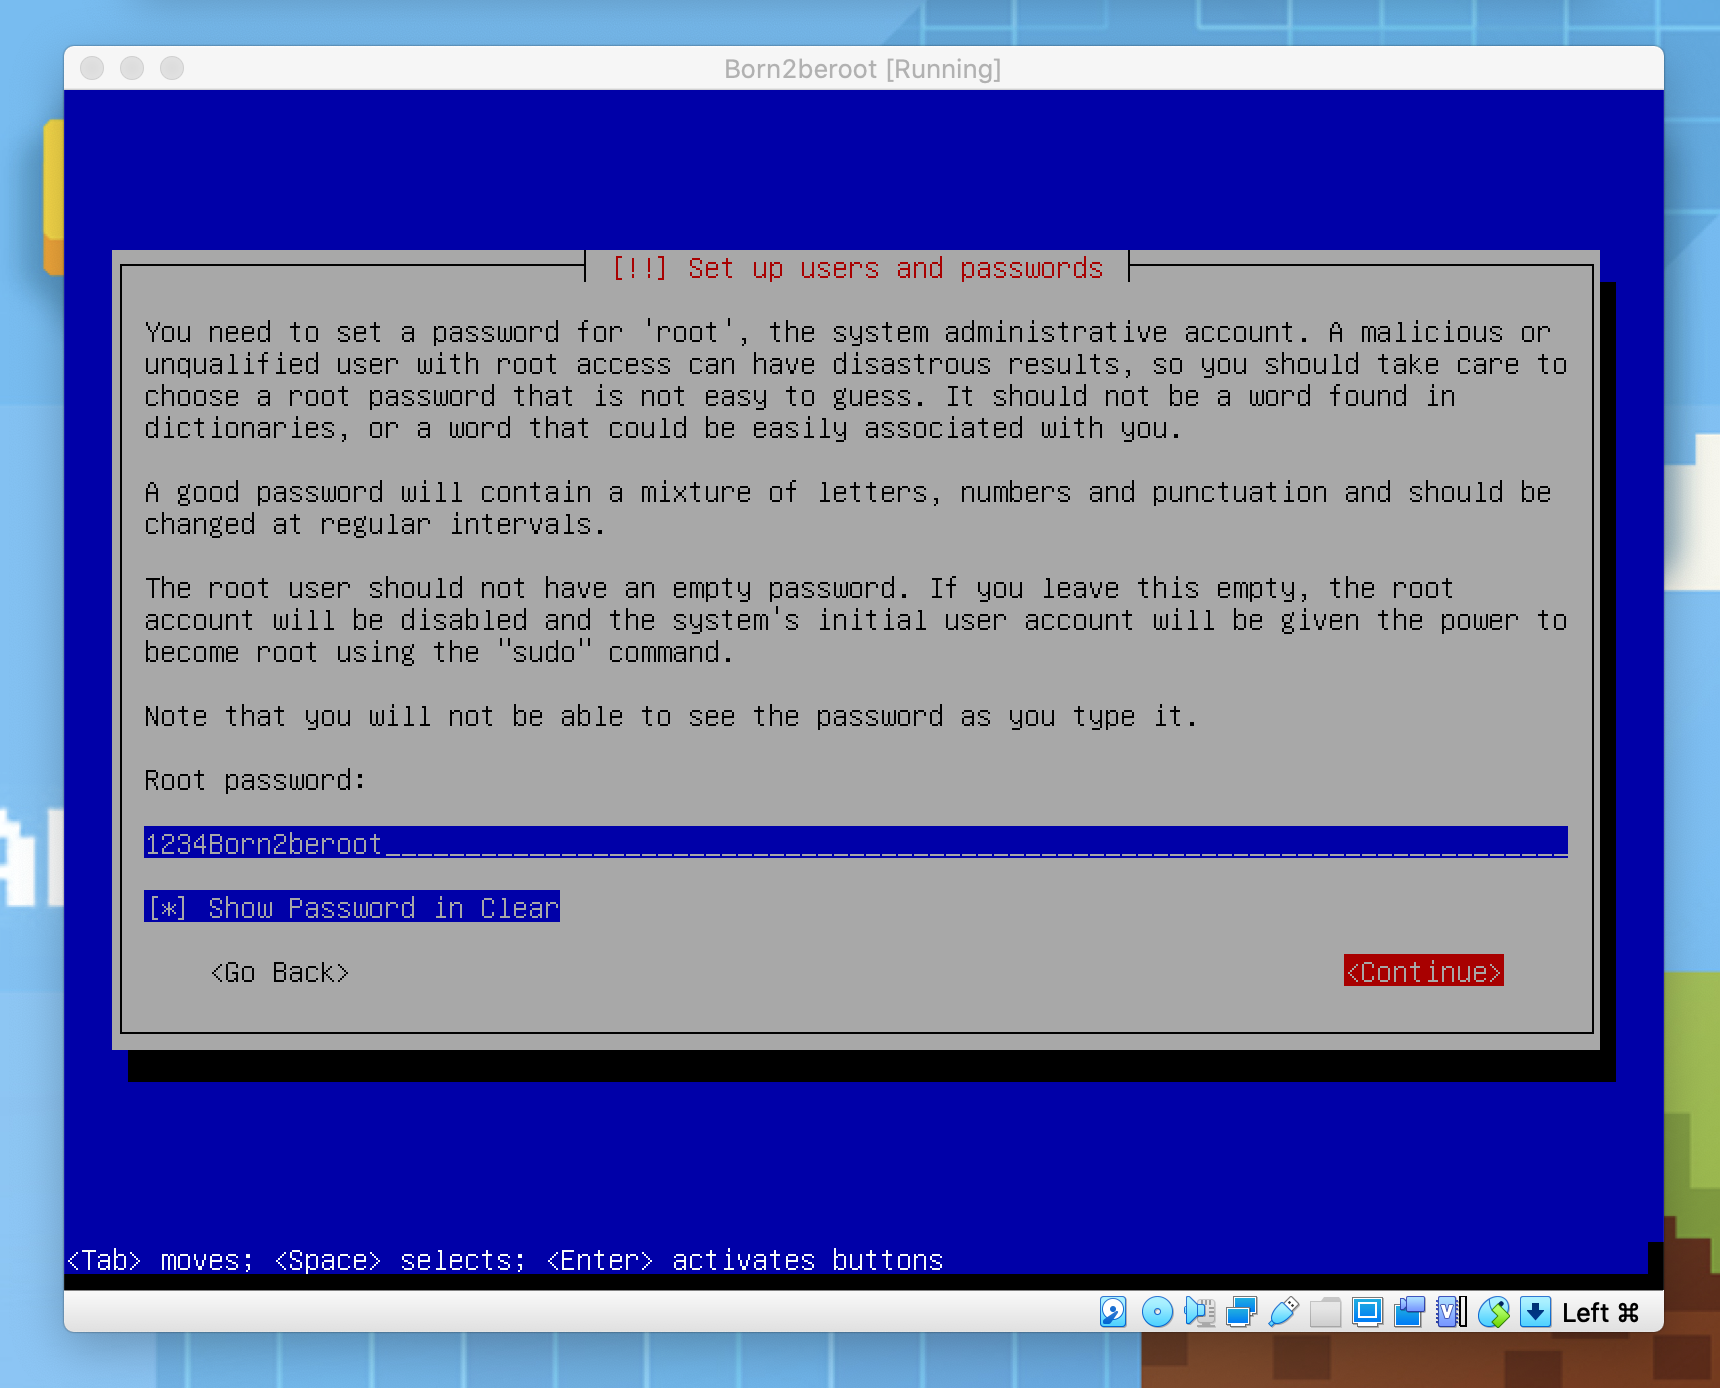 Born2beroot [Running]
[!!] Set up users and passwords
You need to set a password for 'root', the system administrative account. A malicious or
unqualified user with root access can have disastrous results, so you should take care to
choose a root password that is not easy to guess. It should not be a word found in
dictionaries, or a word that could be easily associated with you.
A good password will contain a mixture of letters, numbers and punctuation and should be
changed at regular intervals.
The root user should not have an empty password. If you leave this empty, the root
account will be disabled and the system's initial user account will be given the power to
become root using the "sudo" command.
Note that you will not be able to see the password as you type it.
Root password:
1234Born2beroot
[*] Show Password in Clear
<Go Back> <Continue>
<Tab> moves; <Space> selects; <Enter> activates buttons
Left ⌘